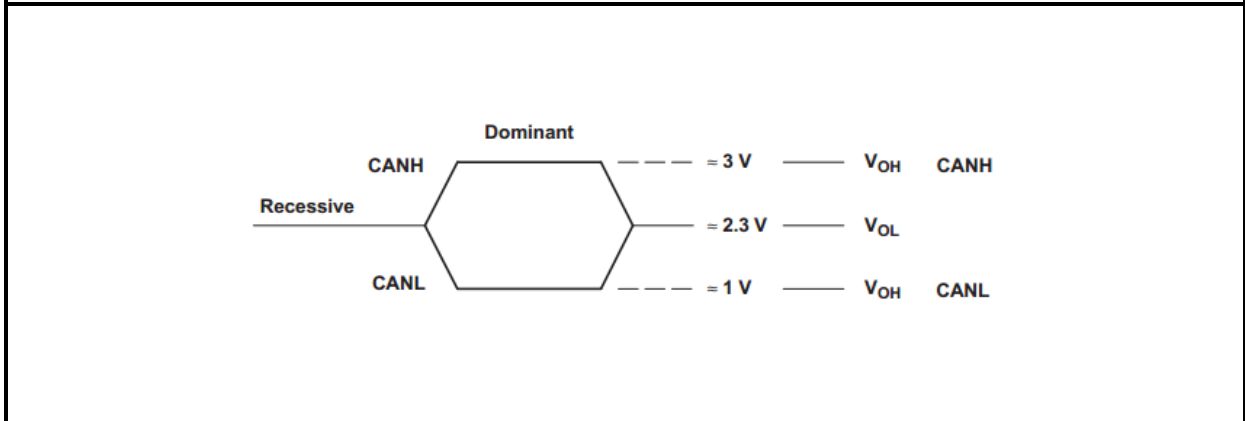 Dominant
CANH ≈ 3 V VOH CANH
Recessive
≈ 2.3 V VOL
CANL ≈ 1 V VOH CANL